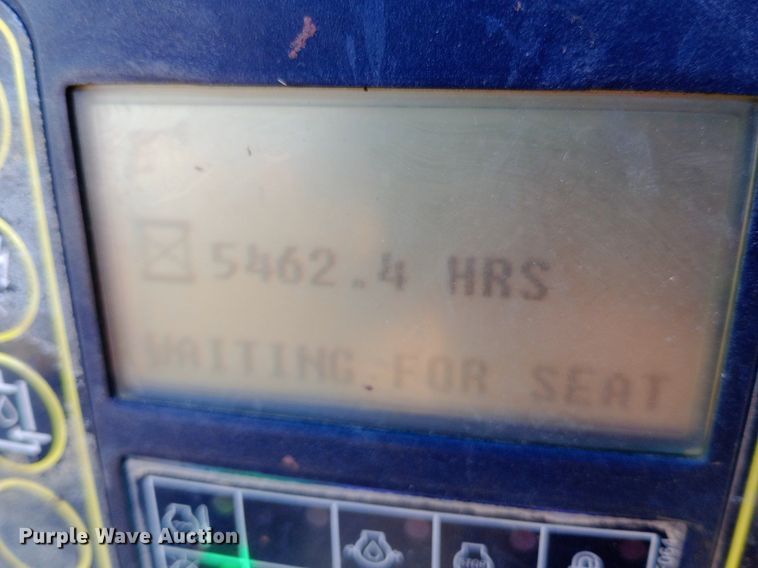 5462.4 HRS
WAITING FOR SEAT
Purple Wave Auction